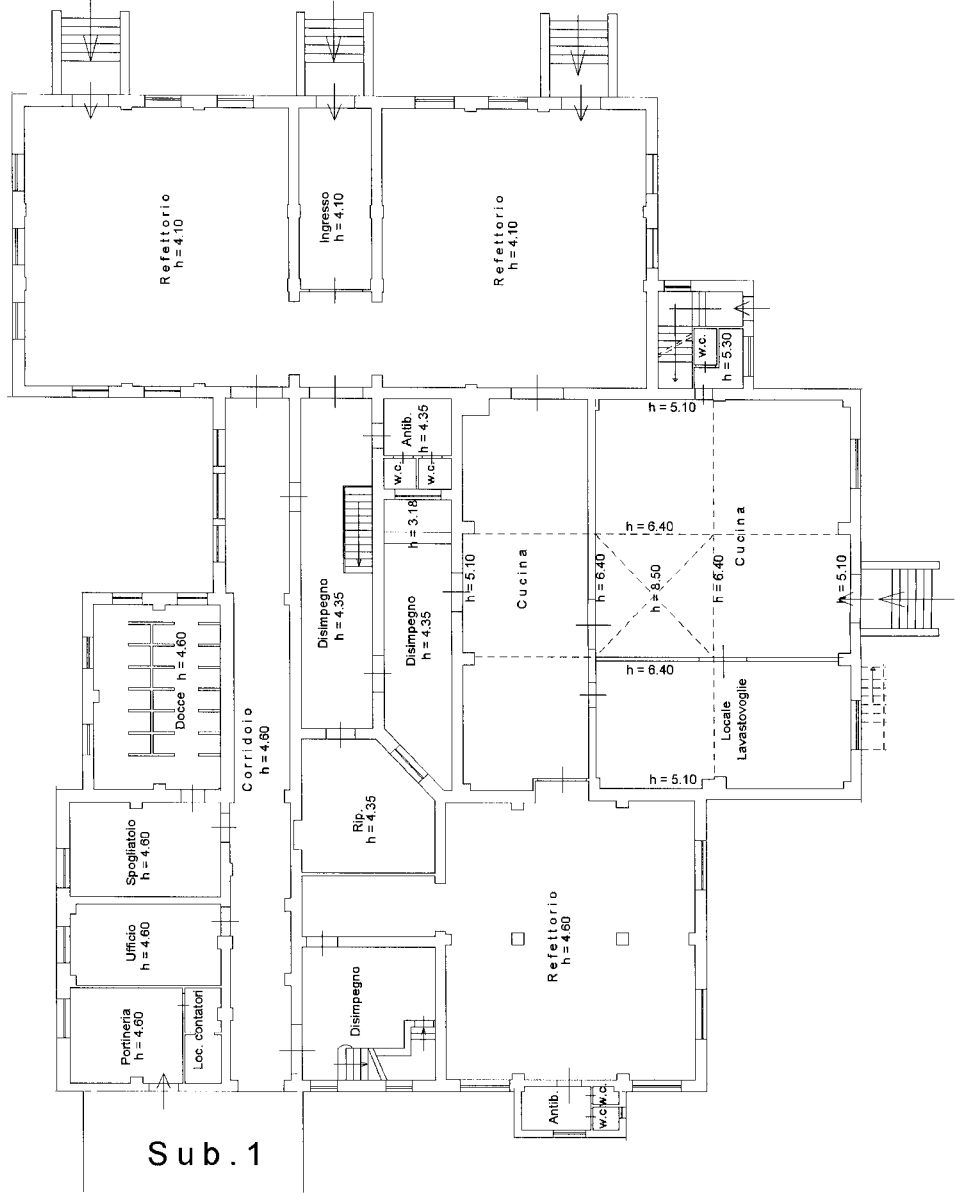 Refettorio
h = 4.10
Ingresso
h = 4.10
Refettorio
h = 4.10
w.c.
h = 5.30
Antib.
h = 4.35
w.c.
w.c.
h = 3.18
h = 5.10
h = 6.40
h = 5.10
Cucina
h = 6.40
h = 8.50
h = 6.40
Cucina
h = 5.10
Disimpegno
h = 4.35
Disimpegno
h = 4.35
Docce
h = 4.60
Corridoio
h = 4.60
h = 6.40
Locale
Lavastovoglie
h = 5.10
Spogliatoio
h = 4.60
Rip.
h = 4.35
Ufficio
h = 4.60
Refettorio
h = 4.60
Portineria
h = 4.60
Loc. contatori
Disimpegno
Antib.
w.c.
w.c.
Sub.1